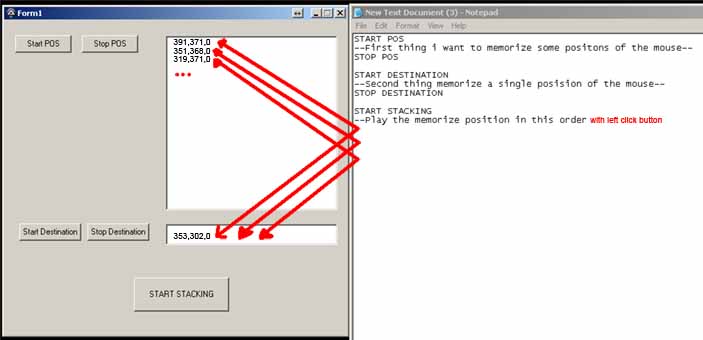 Form1
Start POS
Stop POS
391,371,0
351,368,0
319,371,0
...
Start Destination
Stop Destination
353,302,0
START STACKING
New Text Document (3) - Notepad
File Edit Format View Help
START POS
--First thing i want to memorize some positons of the mouse--
STOP POS
START DESTINATION
--Second thing memorize a single posision of the mouse--
STOP DESTINATION
START STACKING
--Play the memorize position in this order with left click button